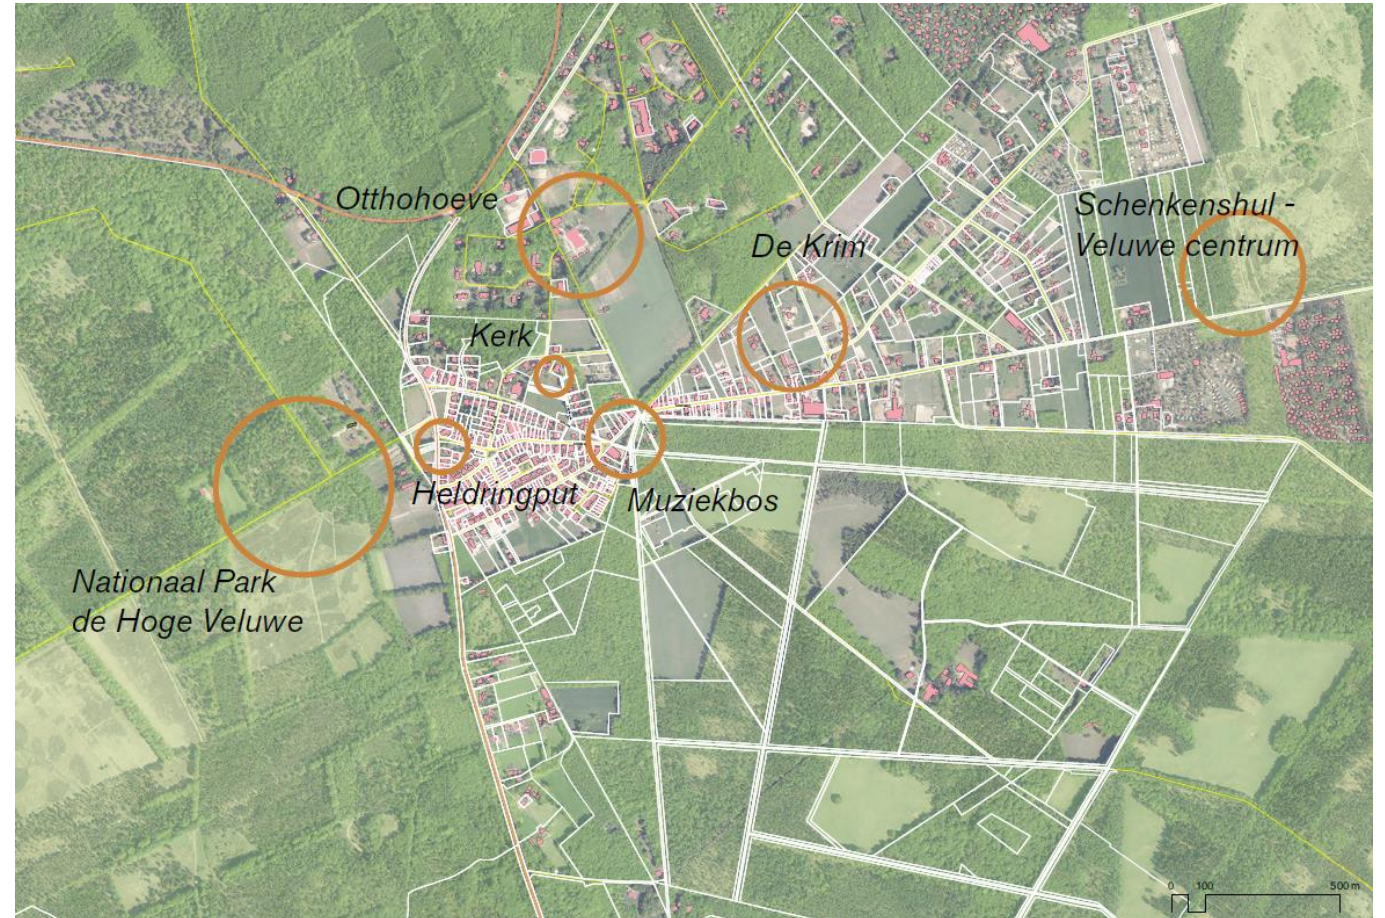 Otthohoeve
Schenkenshul -
Veluwe centrum
De Krim
Kerk
Heldringput
Muziekbos
Nationaal Park
de Hoge Veluwe
0 100 500 m